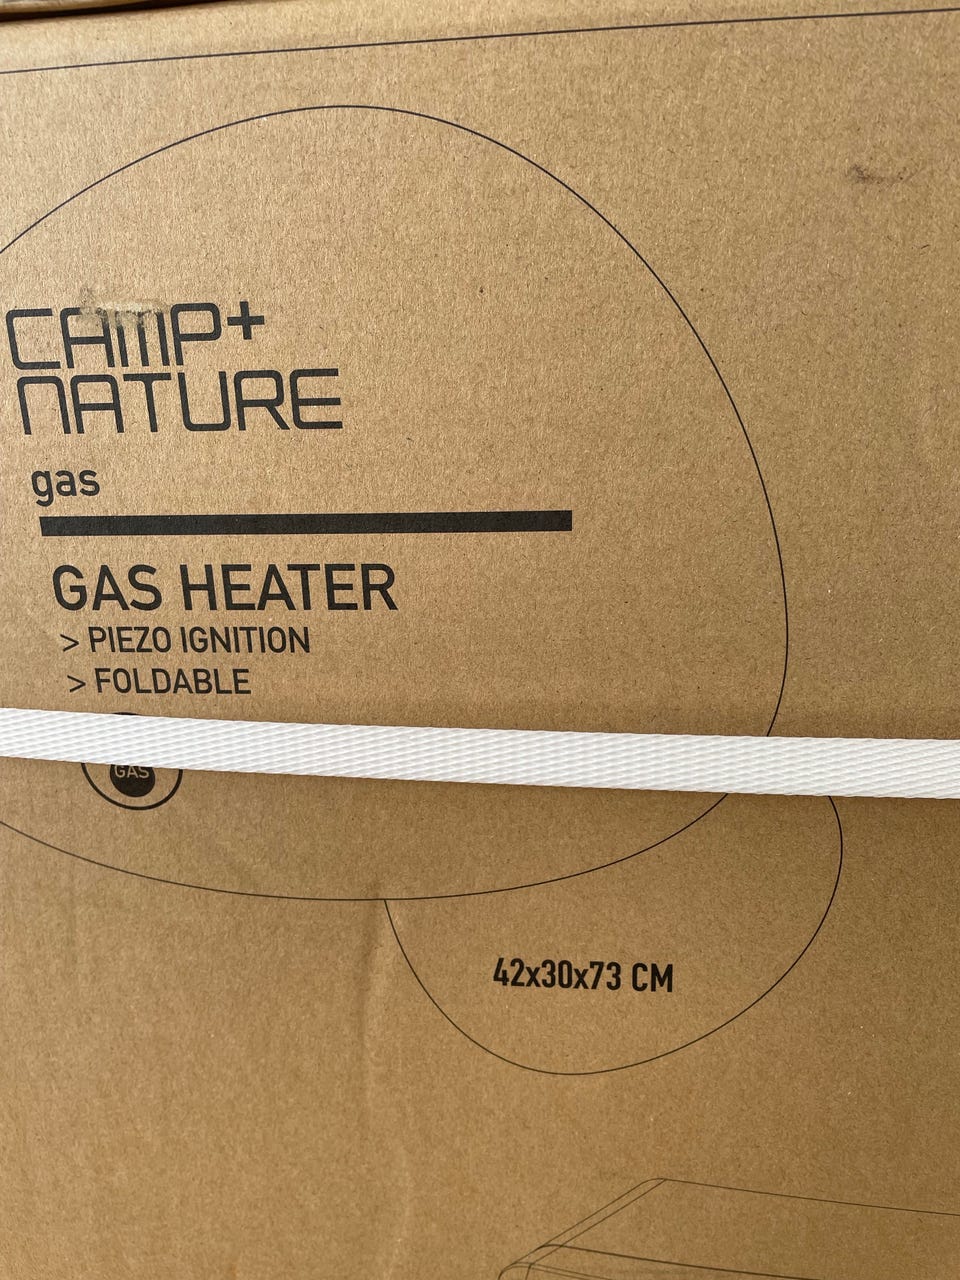 CAMP+
NATURE
gas
GAS HEATER
> PIEZO IGNITION
> FOLDABLE
GAS
42x30x73 CM